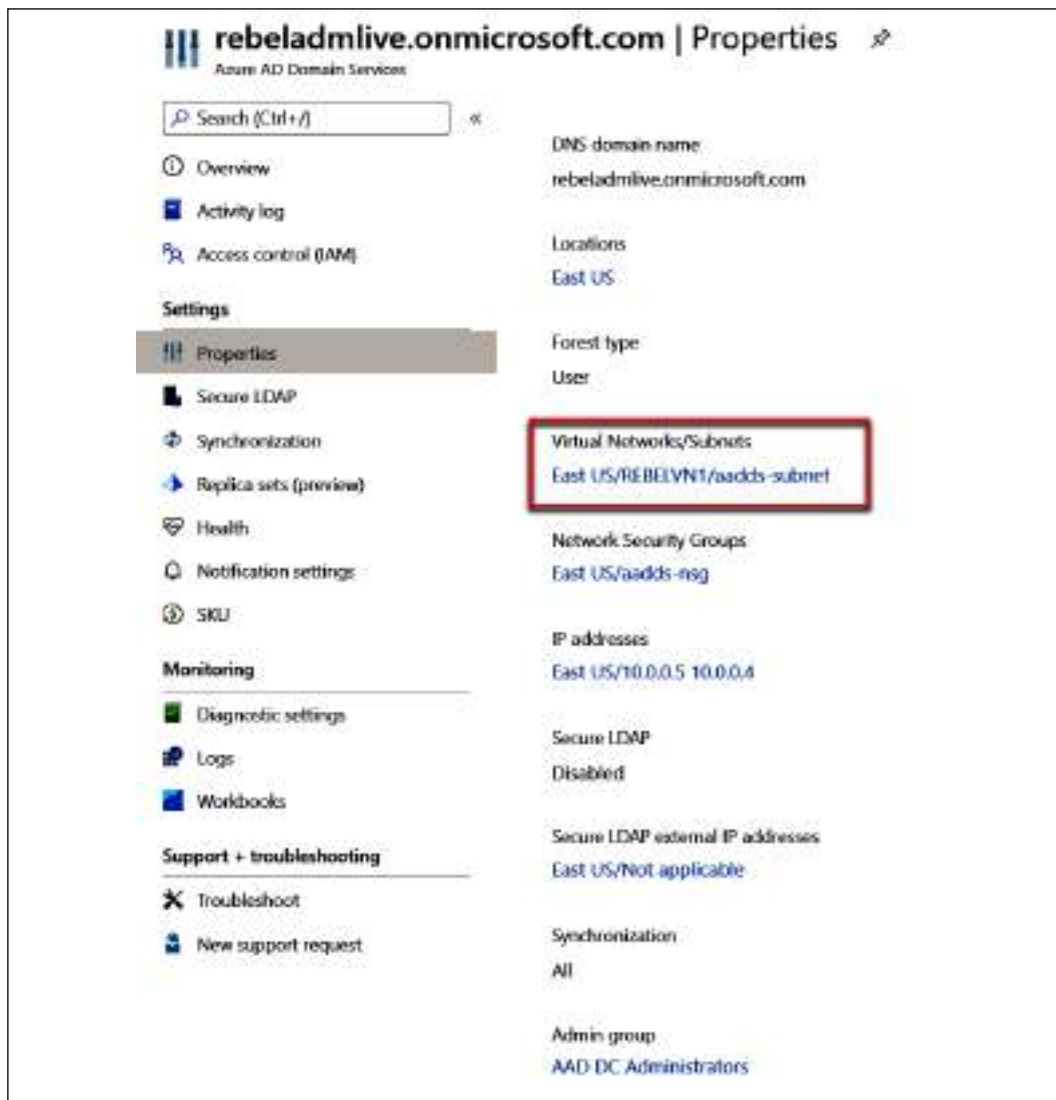 rebeladmlive.onmicrosoft.com | Properties
Azure AD Domain Services
Search (Ctrl+/)
«
Overview
Activity log
Access control (IAM)
Settings
Properties
Secure LDAP
Synchronization
Replica sets (preview)
Health
Notification settings
SKU
Monitoring
Diagnostic settings
Logs
Workbooks
Support + troubleshooting
Troubleshoot
New support request
DNS domain name
rebeladmlive.onmicrosoft.com
Locations
East US
Forest type
User
Virtual Networks/Subnets
East US/REBELVN1/aadds-subnet
Network Security Groups
East US/aadds-nsg
IP addresses
East US/10.0.0.5 10.0.0.4
Secure LDAP
Disabled
Secure LDAP external IP addresses
East US/Not applicable
Synchronization
All
Admin group
AAD DC Administrators